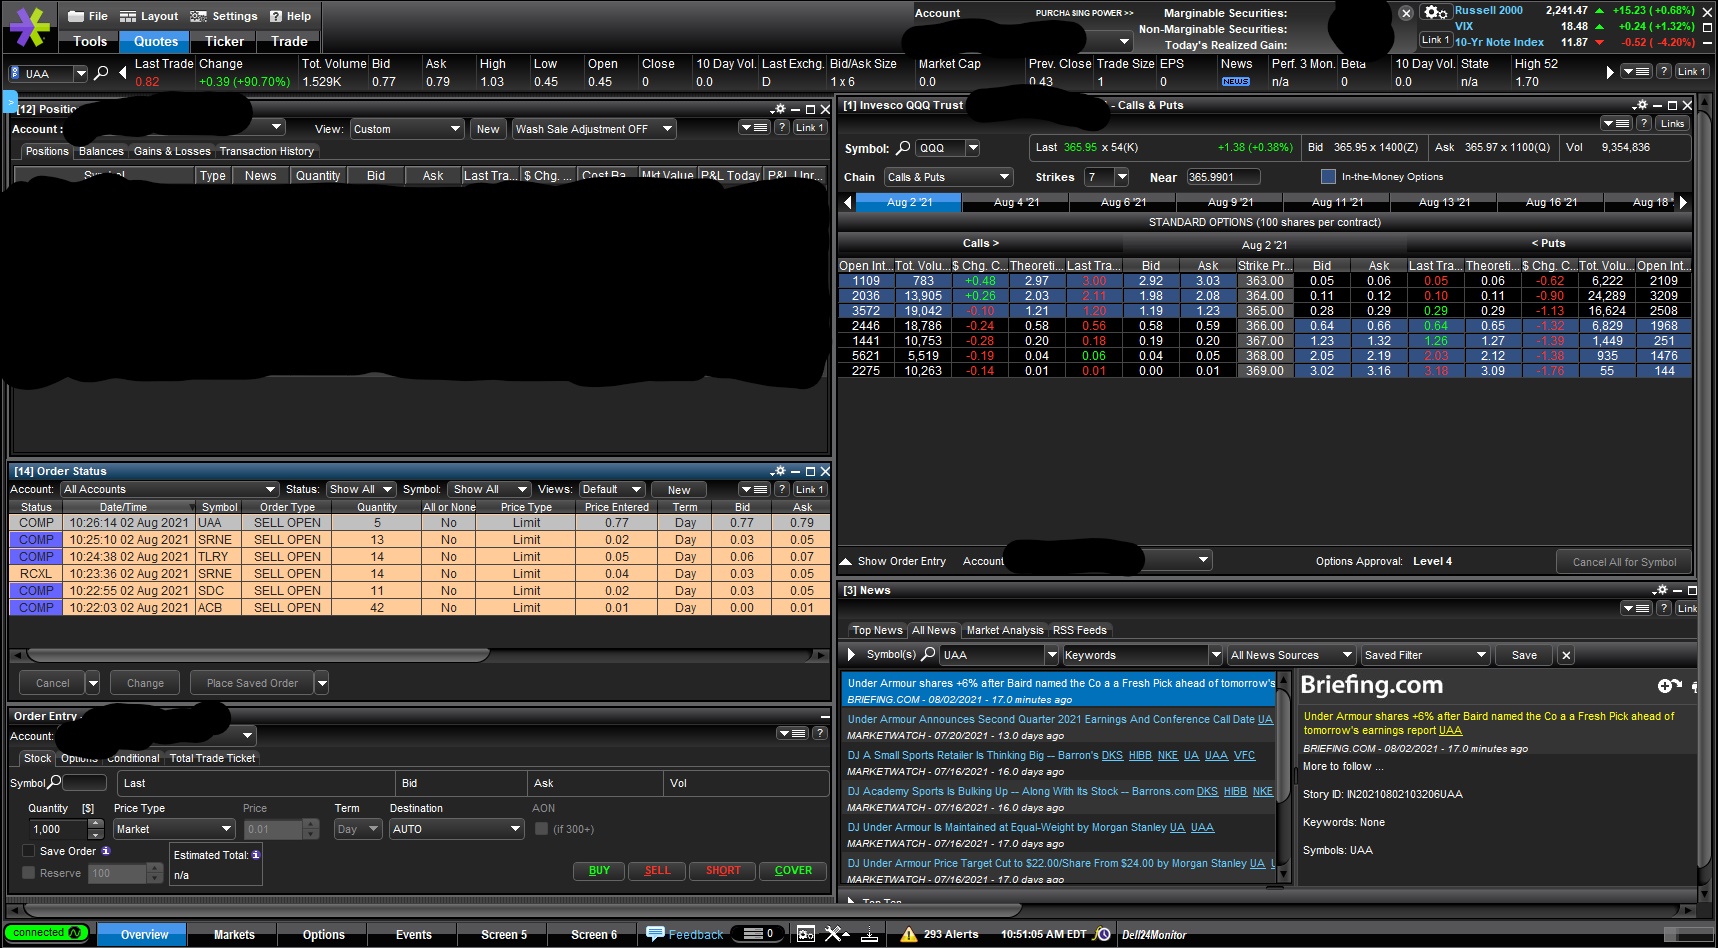 File Layout Settings ? Help
Tools Quotes Ticker Trade
Account PURCHASING POWER >>
Marginable Securities:
Non-Marginable Securities:
Today's Realized Gain:
Link 1
Russell 2000 2,241.47 +15.23 ( +0.68%)
VIX 18.48 +0.24 ( +1.32%)
10-Yr Note Index 11.87 -0.52 ( -4.20%)
UAA
Last Trade Change Tot. Volume Bid Ask High Low Open Close 10 Day Vol. Last Exchg. Bid/Ask Size Market Cap Prev. Close Trade Size EPS News Perf. 3 Mon. Beta 10 Day Vol. State High 52
0.82 +0.39 (+90.70%) 1.529K 0.77 0.79 1.03 0.45 0.45 0 0.0 D 1 x 6 0.0 0.43 1 0 NEWS n/a 0 0.0 n/a 1.70
? Link 1
[12] Positio
Account: View: Custom New Wash Sale Adjustment OFF ? Link 1
Positions Balances Gains & Losses Transaction History
Symbol Type News Quantity Bid Ask Last Tra... $ Chg. ... Cost Ba... Mkt Value P&L Today P&L Unr...
[14] Order Status
Account: All Accounts Status: Show All Symbol: Show All Views: Default New ? Link 1
Status Date/Time Symbol Order Type Quantity All or None Price Type Price Entered Term Bid Ask
COMP 10:26:14 02 Aug 2021 UAA SELL OPEN 5 No Limit 0.77 Day 0.77 0.79
COMP 10:25:10 02 Aug 2021 SRNE SELL OPEN 13 No Limit 0.02 Day 0.03 0.05
COMP 10:24:38 02 Aug 2021 TLRY SELL OPEN 14 No Limit 0.05 Day 0.06 0.07
RCXL 10:23:36 02 Aug 2021 SRNE SELL OPEN 14 No Limit 0.04 Day 0.03 0.05
COMP 10:22:55 02 Aug 2021 SDC SELL OPEN 11 No Limit 0.02 Day 0.03 0.05
COMP 10:22:03 02 Aug 2021 ACB SELL OPEN 42 No Limit 0.01 Day 0.00 0.01
Cancel Change Place Saved Order
Order Entry -
Account: ?
Stock Options Conditional Total Trade Ticket
Symbol Last Bid Ask Vol
Quantity [$] Price Type Price Term Destination AON
1,000 Market 0.01 Day AUTO (if 300+)
Save Order
Reserve 100
Estimated Total:
n/a
BUY SELL SHORT COVER
[1] Invesco QQQ Trust - Calls & Puts
? Links
Symbol: QQQ Last 365.95 x 54(K) +1.38 (+0.38%) Bid 365.95 x 1400(Z) Ask 365.97 x 1100(Q) Vol 9,354,836
Chain Calls & Puts Strikes 7 Near 365.9901 In-the-Money Options
Aug 2 '21 Aug 4 '21 Aug 6 '21 Aug 9 '21 Aug 11 '21 Aug 13 '21 Aug 16 '21 Aug 18 '
STANDARD OPTIONS (100 shares per contract)
Calls > Aug 2 '21 < Puts
Open Int... Tot. Volu... $ Chg. C... Theoreti... Last Tra... Bid Ask Strike Pr... Bid Ask Last Tra... Theoreti... $ Chg. C... Tot. Volu... Open Int...
1109 783 +0.48 2.97 3.00 2.92 3.03 363.00 0.05 0.06 0.05 0.06 -0.62 6,222 2109
2036 13,905 +0.26 2.03 2.11 1.98 2.08 364.00 0.11 0.12 0.10 0.11 -0.90 24,289 3209
3572 19,042 -0.10 1.21 1.20 1.19 1.23 365.00 0.28 0.29 0.29 0.29 -1.13 16,624 2508
2446 18,786 -0.24 0.58 0.56 0.58 0.59 366.00 0.64 0.66 0.64 0.65 -1.32 6,829 1968
1441 10,753 -0.28 0.20 0.18 0.19 0.20 367.00 1.23 1.32 1.26 1.27 -1.39 1,449 251
5621 5,519 -0.19 0.04 0.06 0.04 0.05 368.00 2.05 2.19 2.03 2.12 -1.38 935 1476
2275 10,263 -0.14 0.01 0.01 0.00 0.01 369.00 3.02 3.16 3.18 3.09 -1.76 55 144
Show Order Entry Account Options Approval: Level 4 Cancel All for Symbol
[3] News
? Link
Top News All News Market Analysis RSS Feeds
Symbol(s) UAA Keywords All News Sources Saved Filter Save
Under Armour shares +6% after Baird named the Co a a Fresh Pick ahead of tomorrow's
BRIEFING.COM - 08/02/2021 - 17.0 minutes ago
Under Armour Announces Second Quarter 2021 Earnings And Conference Call Date UA
MARKETWATCH - 07/20/2021 - 13.0 days ago
DJ A Small Sports Retailer Is Thinking Big -- Barron's DKS HIBB NKE UA UAA VFC
MARKETWATCH - 07/16/2021 - 16.0 days ago
DJ Academy Sports Is Bulking Up -- Along With Its Stock -- Barrons.com DKS HIBB NKE
MARKETWATCH - 07/16/2021 - 16.0 days ago
DJ Under Armour Is Maintained at Equal-Weight by Morgan Stanley UA UAA
MARKETWATCH - 07/16/2021 - 17.0 days ago
DJ Under Armour Price Target Cut to $22.00/Share From $24.00 by Morgan Stanley UA U
MARKETWATCH - 07/16/2021 - 17.0 days ago
Briefing.com
Under Armour shares +6% after Baird named the Co a a Fresh Pick ahead of
tomorrow's earnings report UAA
BRIEFING.COM - 08/02/2021 - 17.0 minutes ago
More to follow ...
Story ID: IN20210802103206UAA
Keywords: None
Symbols: UAA
connected Overview Markets Options Events Screen 5 Screen 6 Feedback 0 293 Alerts 10:51:05 AM EDT Dell24Monitor